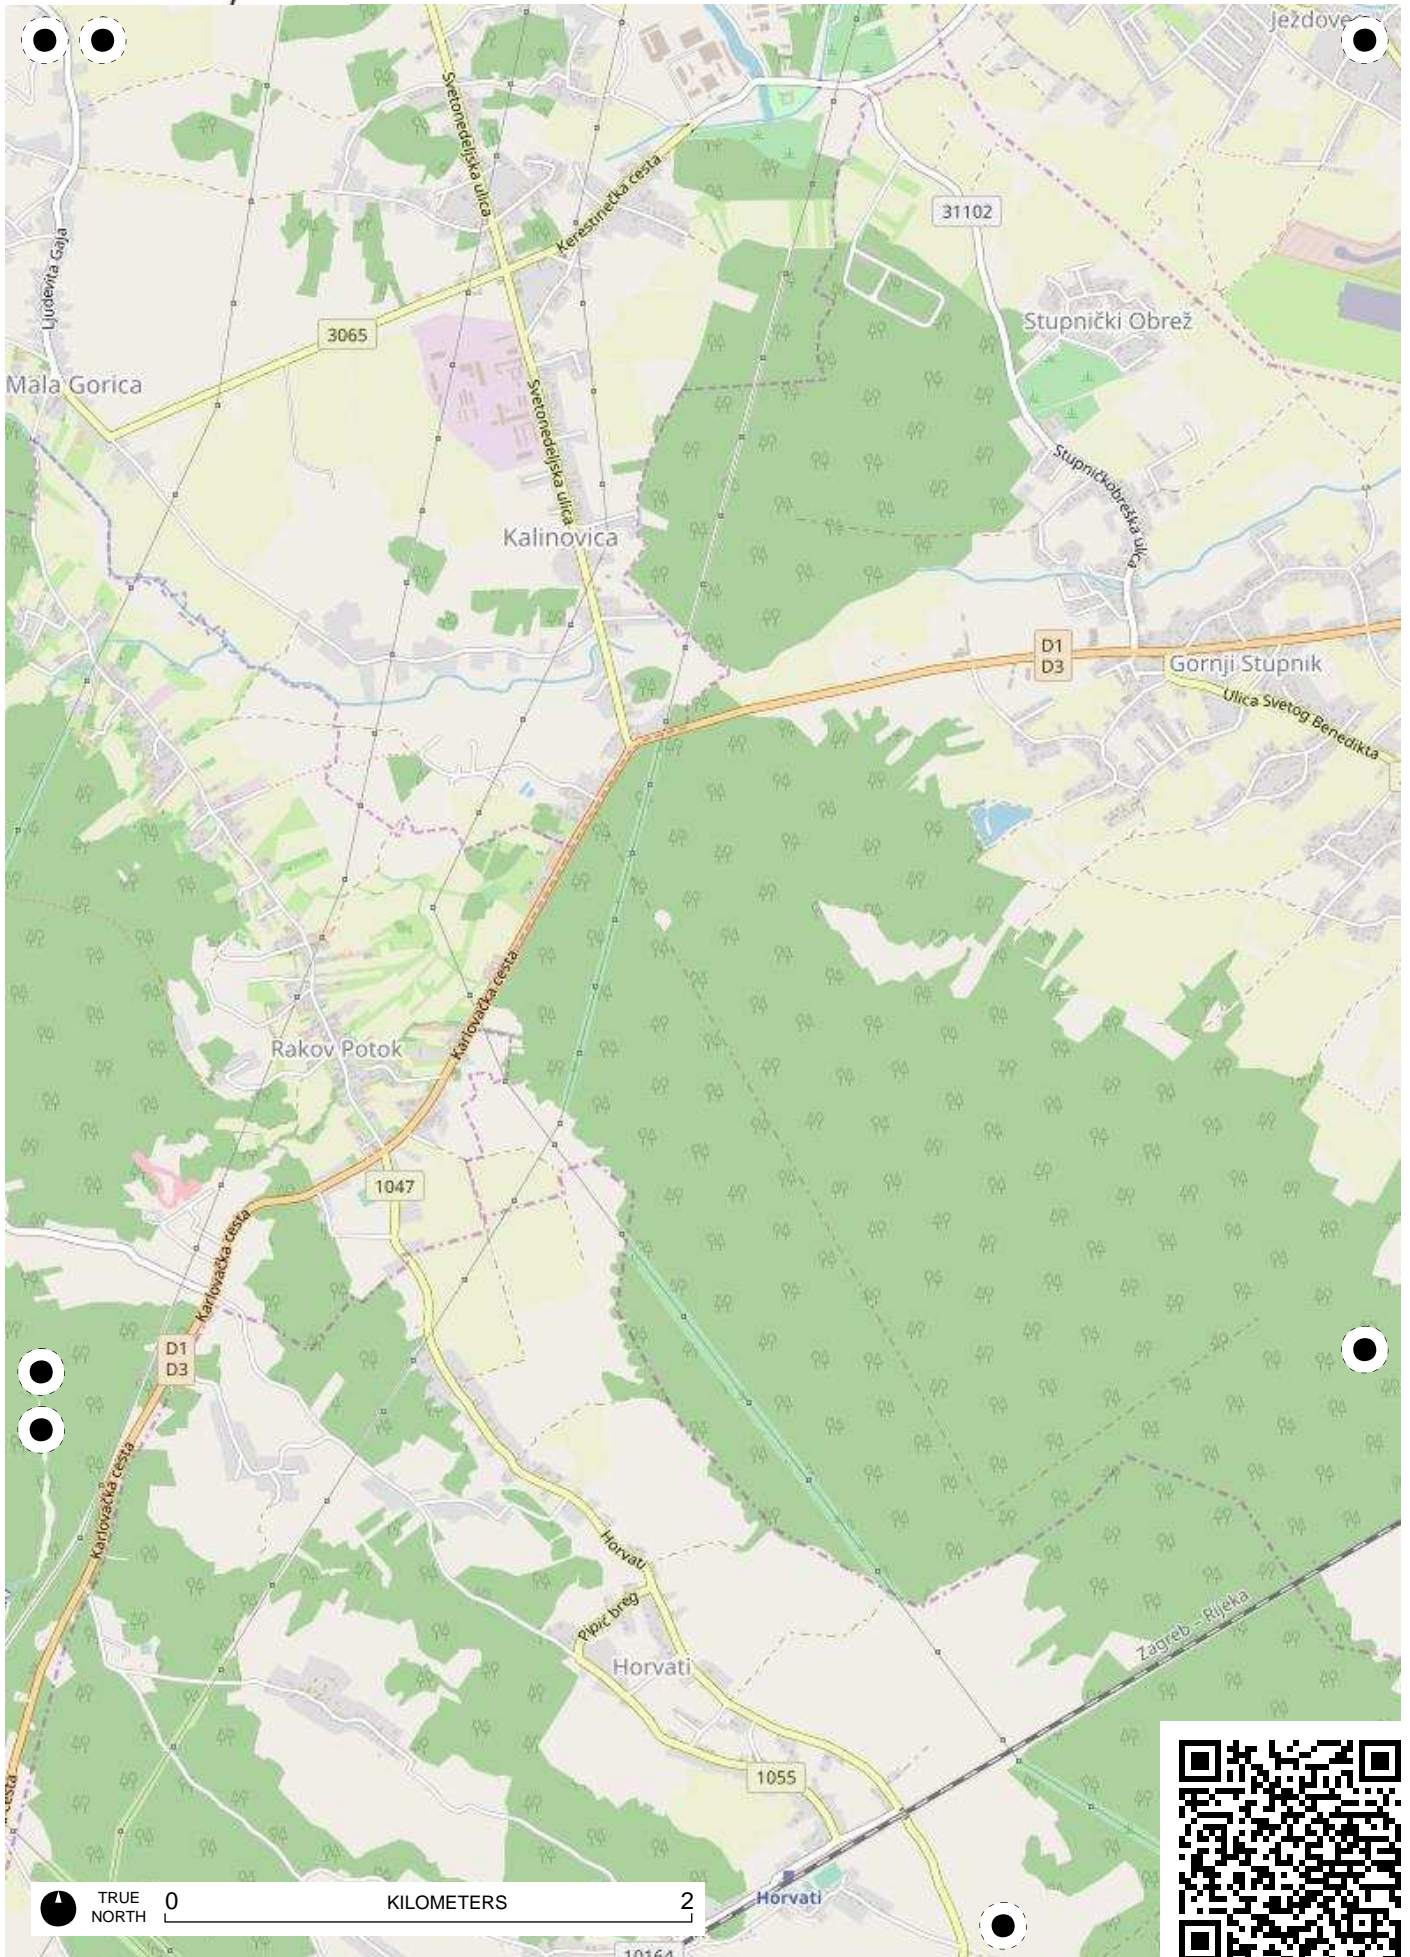 Ježdove
Svetonedeljska ulica
Kerestinečka cesta
31102
Ljudevita Gaja
Stupnički Obrež
3065
Mala Gorica
Svetonedeljska ulica
Stupničkobreška ulica
Kalinovica
D1
D3
Gornji Stupnik
Ulica Svetog Benedikta
Karlovačka cesta
Rakov Potok
1047
Karlovačka cesta
D1
D3
Karlovačka cesta
Horvati
Pipić breg
Zagreb - Rijeka
Horvati
1055
cesta
TRUE
NORTH
0 KILOMETERS 2
Horvati
10164